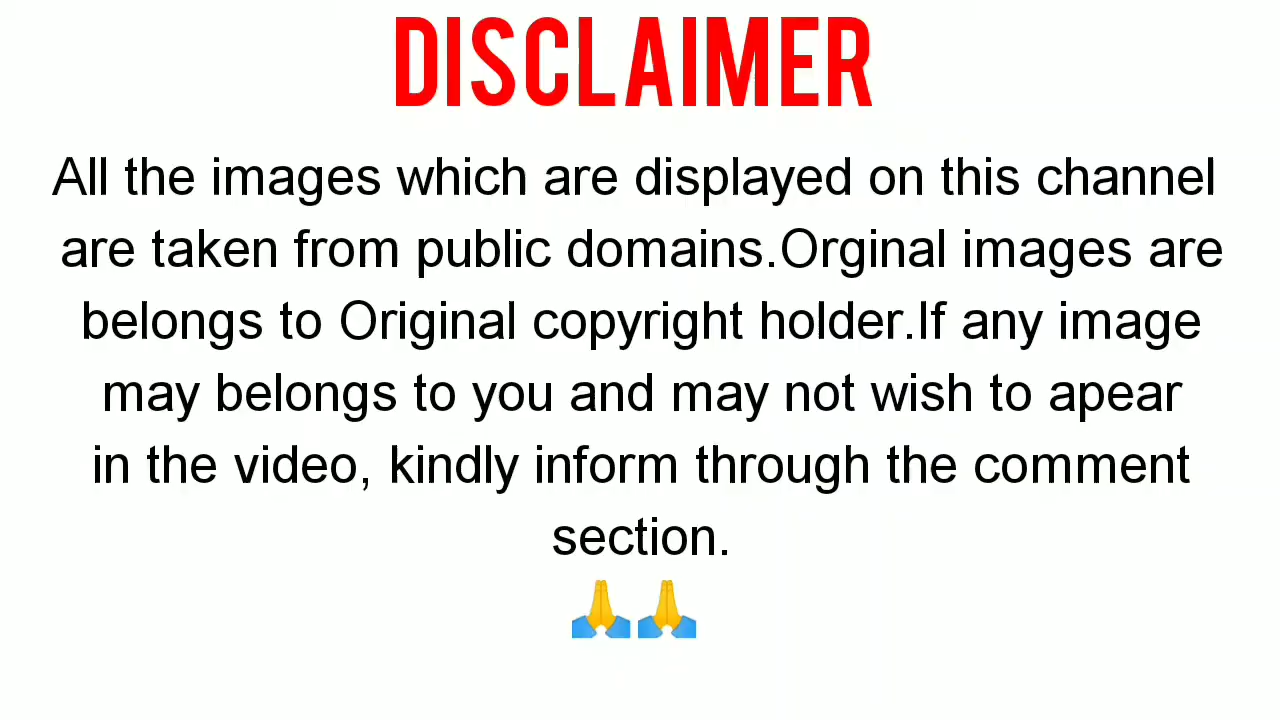 DISCLAIMER
All the images which are displayed on this channel
are taken from public domains.Orginal images are
belongs to Original copyright holder.If any image
may belongs to you and may not wish to apear
in the video, kindly inform through the comment
section.
🙏🙏